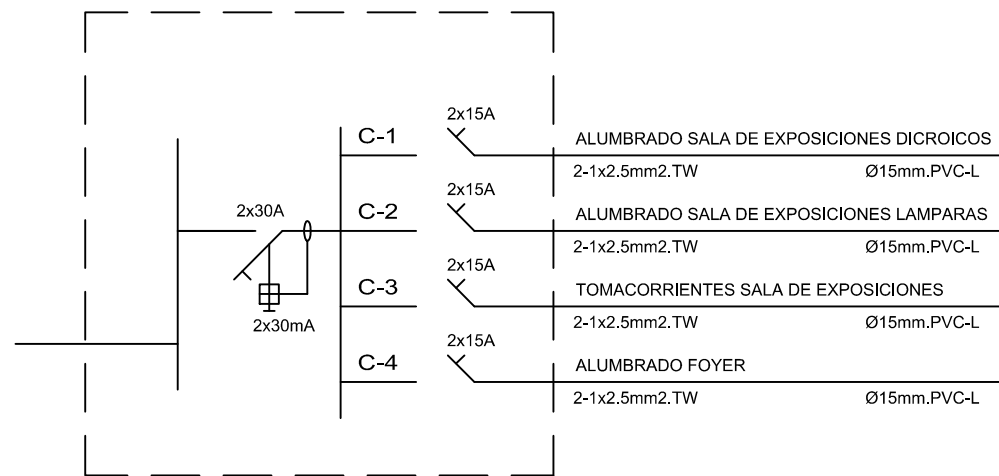 2x15A
C-1
ALUMBRADO SALA DE EXPOSICIONES DICROICOS
2-1x2.5mm2.TW Ø15mm.PVC-L
2x15A
C-2
ALUMBRADO SALA DE EXPOSICIONES LAMPARAS
2-1x2.5mm2.TW Ø15mm.PVC-L
2x30A
2x30mA
2x15A
C-3
TOMACORRIENTES SALA DE EXPOSICIONES
2-1x2.5mm2.TW Ø15mm.PVC-L
2x15A
C-4
ALUMBRADO FOYER
2-1x2.5mm2.TW Ø15mm.PVC-L